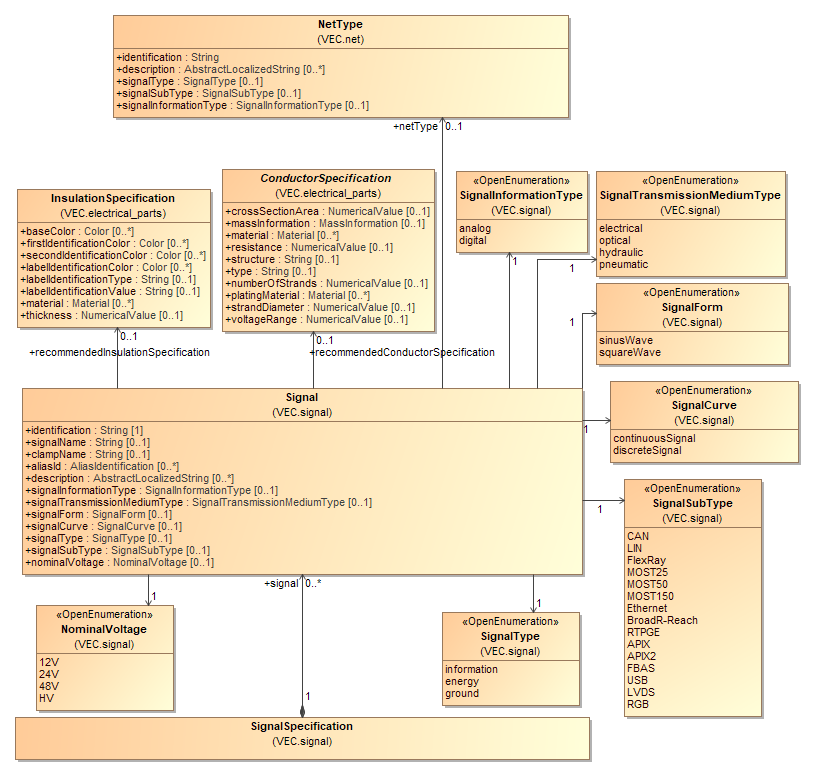 NetType
(VEC.net)
+identification : String
+description : AbstractLocalizedString [0..*]
+signalType : SignalType [0..1]
+signalSubType : SignalSubType [0..1]
+signalInformationType : SignalInformationType [0..1]
+netType 0..1
InsulationSpecification
(VEC.electrical_parts)
+baseColor : Color [0..*]
+firstIdentificationColor : Color [0..*]
+secondIdentificationColor : Color [0..*]
+labelIdentificationColor : Color [0..*]
+labelIdentificationType : String [0..1]
+labelIdentificationValue : String [0..1]
+material : Material [0..*]
+thickness : NumericalValue [0..1]
0..1
+recommendedInsulationSpecification
ConductorSpecification
(VEC.electrical_parts)
+crossSectionArea : NumericalValue [0..1]
+massInformation : MassInformation [0..1]
+material : Material [0..*]
+resistance : NumericalValue [0..1]
+structure : String [0..1]
+type : String [0..1]
+numberOfStrands : NumericalValue [0..1]
+platingMaterial : Material [0..*]
+strandDiameter : NumericalValue [0..1]
+voltageRange : NumericalValue [0..1]
0..1
+recommendedConductorSpecification
«OpenEnumeration»
SignalInformationType
(VEC.signal)
analog
digital
1
«OpenEnumeration»
SignalTransmissionMediumType
(VEC.signal)
electrical
optical
hydraulic
pneumatic
1
«OpenEnumeration»
SignalForm
(VEC.signal)
sinusWave
squareWave
1
Signal
(VEC.signal)
+identification : String [1]
+signalName : String [0..1]
+clampName : String [0..1]
+aliasId : AliasIdentification [0..*]
+description : AbstractLocalizedString [0..*]
+signalInformationType : SignalInformationType [0..1]
+signalTransmissionMediumType : SignalTransmissionMediumType [0..1]
+signalForm : SignalForm [0..1]
+signalCurve : SignalCurve [0..1]
+signalType : SignalType [0..1]
+signalSubType : SignalSubType [0..1]
+nominalVoltage : NominalVoltage [0..1]
«OpenEnumeration»
SignalCurve
(VEC.signal)
continuousSignal
discreteSignal
1
«OpenEnumeration»
SignalSubType
(VEC.signal)
CAN
LIN
FlexRay
MOST25
MOST50
MOST150
Ethernet
BroadR-Reach
RTPGE
APIX
APIX2
FBAS
USB
LVDS
RGB
1
+signal 0..*
1
«OpenEnumeration»
NominalVoltage
(VEC.signal)
12V
24V
48V
HV
1
«OpenEnumeration»
SignalType
(VEC.signal)
information
energy
ground
1
SignalSpecification
(VEC.signal)